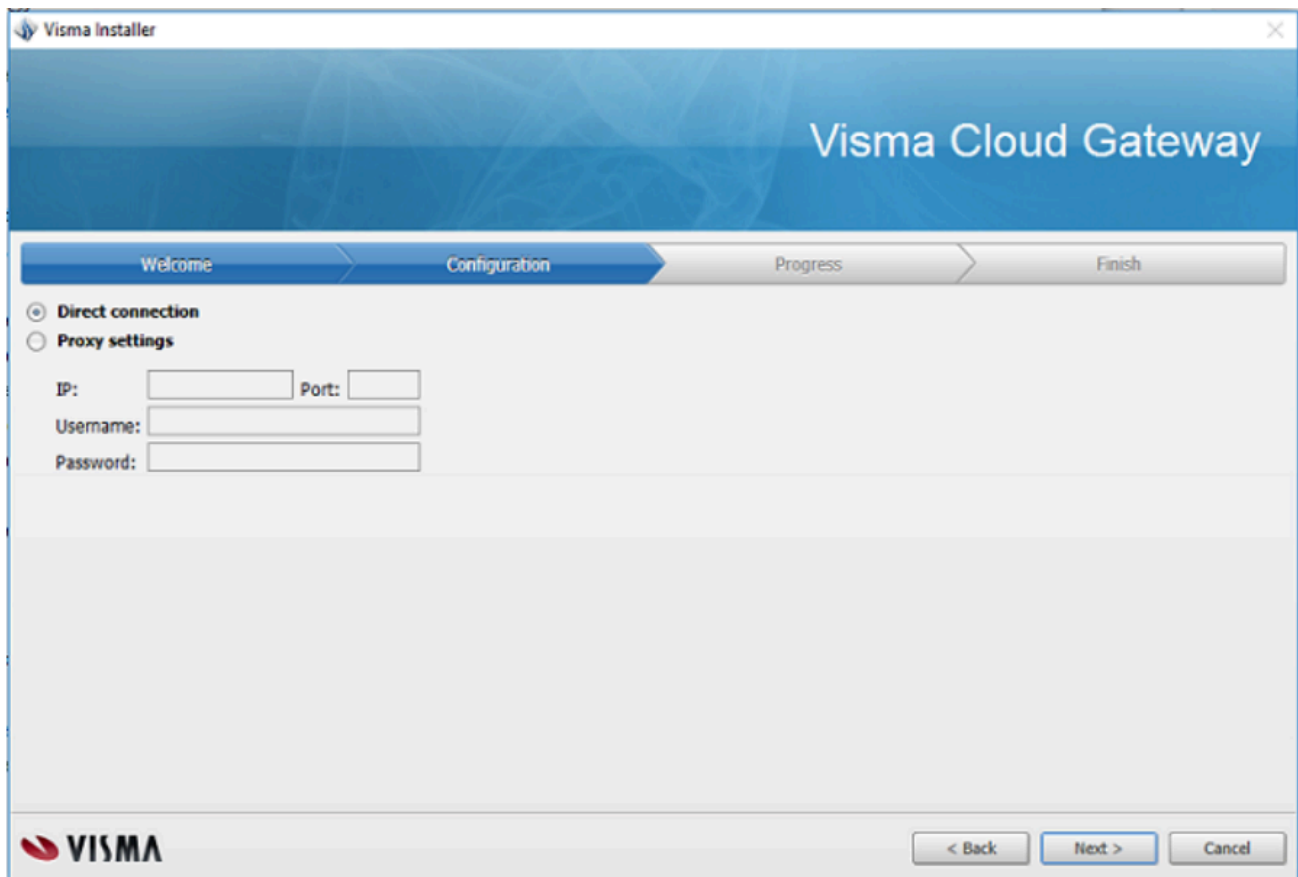 Visma Installer
Visma Cloud Gateway
Welcome Configuration Progress Finish
Direct connection
Proxy settings
IP: Port:
Username:
Password:
VISMA < Back Next > Cancel